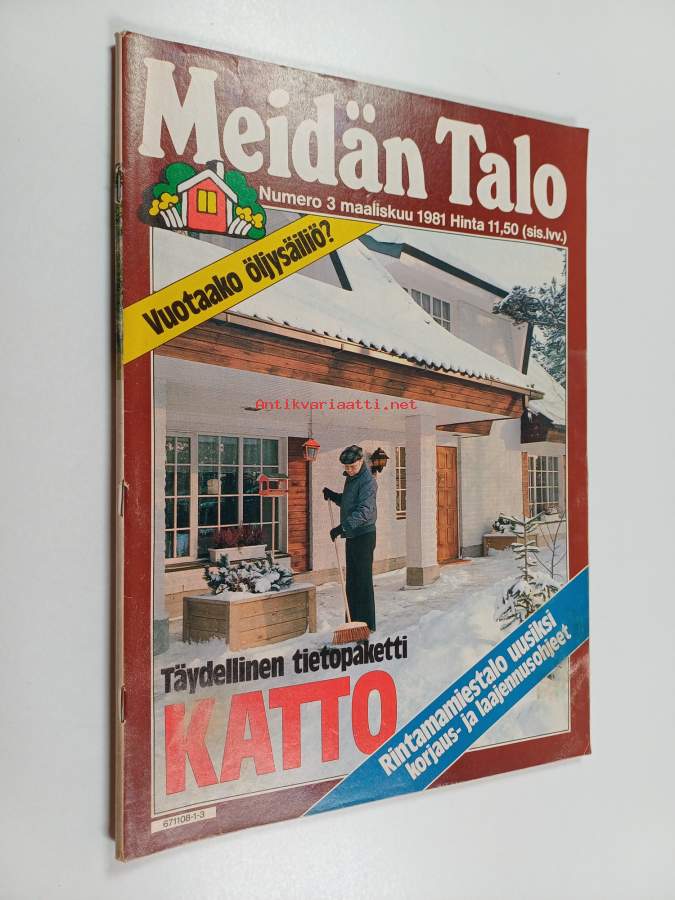 Meidän Talo
Numero 3 maaliskuu 1981 Hinta 11,50 (sis.lvv.)
Vuotaako öljysäiliö?
Antikvariaatti.net
Täydellinen tietopaketti
KATTO
Rintamamiestalo uusiksi
korjaus- ja laajennusohjeet
671108-1-3